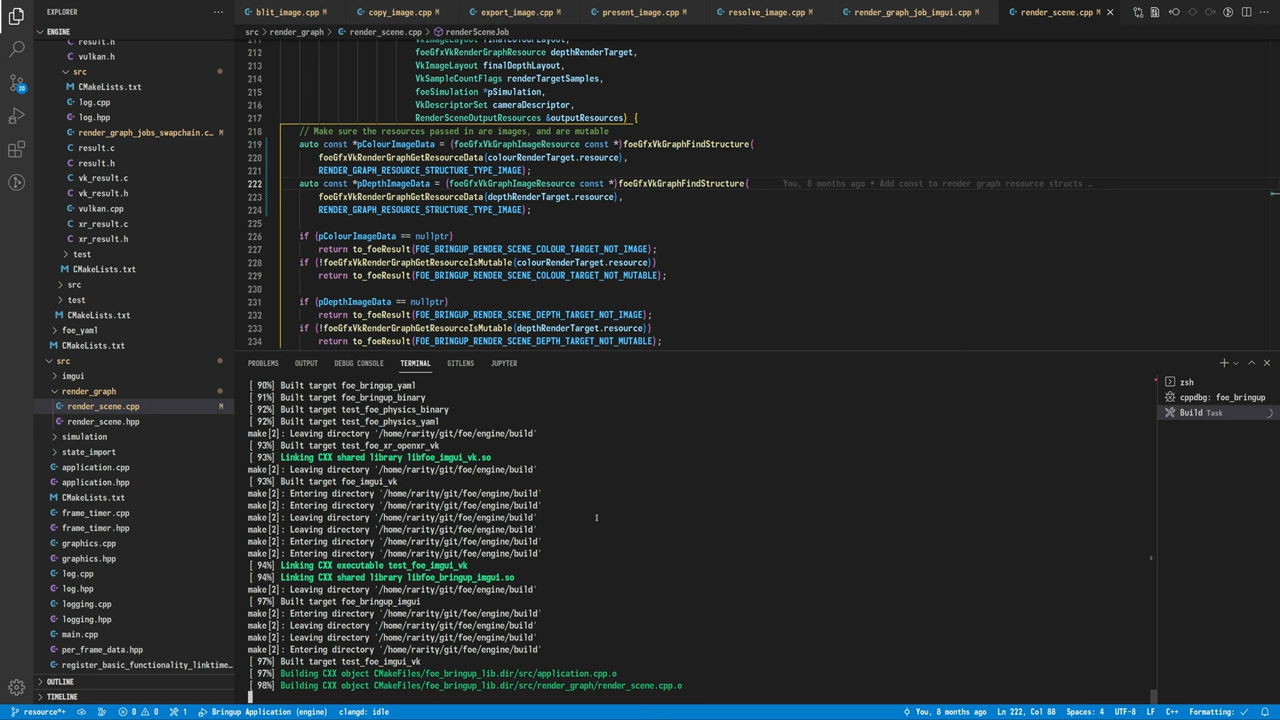 EXPLORER
···
ENGINE
result.h
vulkan.h
src
CMakeLists.txt
log.cpp
log.hpp
render_graph_jobs_swapchain.c... M
result.c
result.h
vk_result.c
vk_result.h
vulkan.cpp
xr_result.c
xr_result.h
test
CMakeLists.txt
src
test
CMakeLists.txt
foe_yaml
CMakeLists.txt
src
imgui
render_graph
render_scene.cpp M
render_scene.hpp
simulation
state_import
application.cpp
application.hpp
CMakeLists.txt
frame_timer.cpp
frame_timer.hpp
graphics.cpp
graphics.hpp
log.cpp
log.hpp
logging.cpp
logging.hpp
main.cpp
per_frame_data.hpp
register_basic_functionality_linktime...
OUTLINE
TIMELINE
20
blit_image.cpp M
copy_image.cpp M
export_image.cpp M
present_image.cpp M
resolve_image.cpp M
render_graph_job_imgui.cpp M
render_scene.cpp M
src > render_graph > render_scene.cpp > renderSceneJob
211 VkImageLayout finalColourLayout,
212 foeGfxVkRenderGraphResource depthRenderTarget,
213 VkImageLayout finalDepthLayout,
214 VkSampleCountFlags renderTargetSamples,
215 foeSimulation *pSimulation,
216 VkDescriptorSet cameraDescriptor,
217 RenderSceneOutputResources &outputResources) {
218 // Make sure the resources passed in are images, and are mutable
219 auto const *pColourImageData = (foeGfxVkGraphImageResource const *)foeGfxVkGraphFindStructure(
220 foeGfxVkRenderGraphGetResourceData(colourRenderTarget.resource),
221 RENDER_GRAPH_RESOURCE_STRUCTURE_TYPE_IMAGE);
222 auto const *pDepthImageData = (foeGfxVkGraphImageResource const *)foeGfxVkGraphFindStructure( You, 8 months ago • Add const to render graph resource structs …
223 foeGfxVkRenderGraphGetResourceData(depthRenderTarget.resource),
224 RENDER_GRAPH_RESOURCE_STRUCTURE_TYPE_IMAGE);
225
226 if (pColourImageData == nullptr)
227 return to_foeResult(FOE_BRINGUP_RENDER_SCENE_COLOUR_TARGET_NOT_IMAGE);
228 if (!foeGfxVkRenderGraphGetResourceIsMutable(colourRenderTarget.resource))
229 return to_foeResult(FOE_BRINGUP_RENDER_SCENE_COLOUR_TARGET_NOT_MUTABLE);
230
231 if (pDepthImageData == nullptr)
232 return to_foeResult(FOE_BRINGUP_RENDER_SCENE_DEPTH_TARGET_NOT_IMAGE);
233 if (!foeGfxVkRenderGraphGetResourceIsMutable(depthRenderTarget.resource))
234 return to_foeResult(FOE_BRINGUP_RENDER_SCENE_DEPTH_TARGET_NOT_MUTABLE);
PROBLEMS OUTPUT DEBUG CONSOLE TERMINAL GITLENS JUPYTER
[ 90%] Built target foe_bringup_yaml
[ 91%] Built target foe_bringup_binary
[ 92%] Built target test_foe_physics_binary
[ 92%] Built target test_foe_physics_yaml
make[2]: Leaving directory '/home/rarity/git/foe/engine/build'
[ 93%] Built target test_foe_xr_openxr_vk
[ 93%] Linking CXX shared library libfoe_imgui_vk.so
make[2]: Leaving directory '/home/rarity/git/foe/engine/build'
[ 93%] Built target foe_imgui_vk
make[2]: Entering directory '/home/rarity/git/foe/engine/build'
make[2]: Entering directory '/home/rarity/git/foe/engine/build'
make[2]: Leaving directory '/home/rarity/git/foe/engine/build'
make[2]: Leaving directory '/home/rarity/git/foe/engine/build'
make[2]: Entering directory '/home/rarity/git/foe/engine/build'
make[2]: Entering directory '/home/rarity/git/foe/engine/build'
[ 94%] Linking CXX executable test_foe_imgui_vk
[ 94%] Linking CXX shared library libfoe_bringup_imgui.so
make[2]: Leaving directory '/home/rarity/git/foe/engine/build'
[ 97%] Built target foe_bringup_imgui
make[2]: Entering directory '/home/rarity/git/foe/engine/build'
make[2]: Leaving directory '/home/rarity/git/foe/engine/build'
make[2]: Leaving directory '/home/rarity/git/foe/engine/build'
make[2]: Entering directory '/home/rarity/git/foe/engine/build'
[ 97%] Built target test_foe_imgui_vk
[ 97%] Building CXX object CMakeFiles/foe_bringup_lib.dir/src/application.cpp.o
[ 98%] Building CXX object CMakeFiles/foe_bringup_lib.dir/src/render_graph/render_scene.cpp.o
zsh
cppdbg: foe_bringup
Build Task
resource*+ 0 0 1 Bringup Application (engine) clangd: idle You, 8 months ago Ln 222, Col 88 Spaces: 4 UTF-8 LF C++ Formatting: ✓